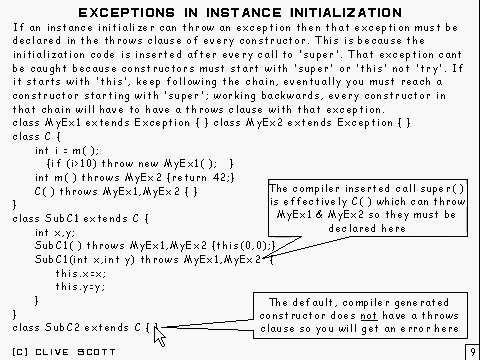 EXCEPTIONS IN INSTANCE INITIALIZATION
If an instance initializer can throw an exception then that exception must be
declared in the throws clause of every constructor. This is because the
initialization code is inserted after every call to 'super'. That exception cant
be caught because constructors must start with 'super' or 'this' not 'try'. If
it starts with 'this', keep following the chain, eventually you must reach a
constructor starting with 'super'; working backwards, every constructor in
that chain will have to have a throws clause with that exception.
class MyEx1 extends Exception { } class MyEx2 extends Exception { }
class C {
int i = m();
{if (i>10) throw new MyEx1(); }
int m() throws MyEx2 {return 42;}
C() throws MyEx1,MyEx2 { }
}
class SubC1 extends C {
int x,y;
SubC1() throws MyEx1,MyEx2 {this(0,0);}
SubC1(int x,int y) throws MyEx1,MyEx2 {
this.x=x;
this.y=y;
}
}
class SubC2 extends C { }
The compiler inserted call super()
is effectively C() which can throw
MyEx1 & MyEx2 so they must be
declared here
The default, compiler generated
constructor does not have a throws
clause so you will get an error here
(C) CLIVE SCOTT
9